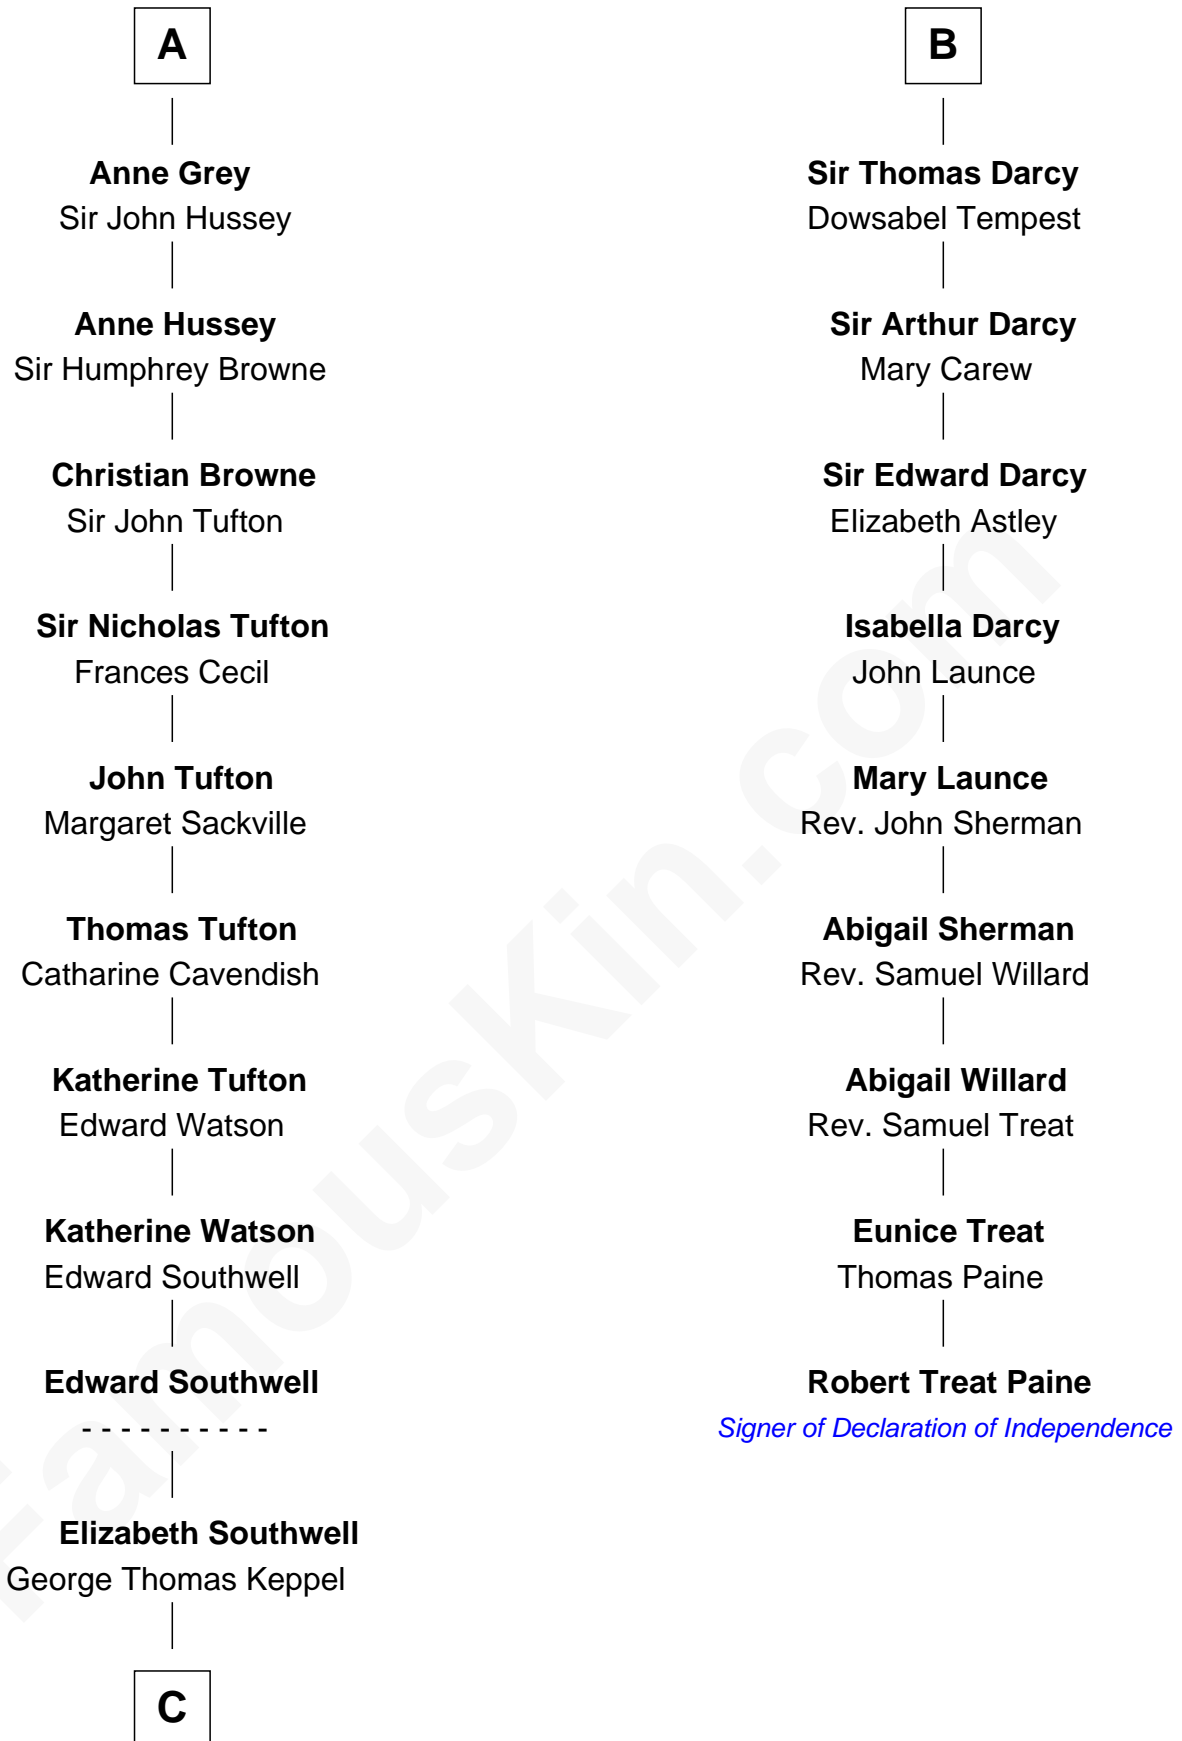 A
Anne Grey
Sir John Hussey
Anne Hussey
Sir Humphrey Browne
Christian Browne
Sir John Tufton
Sir Nicholas Tufton
Frances Cecil
John Tufton
Margaret Sackville
Thomas Tufton
Catharine Cavendish
Katherine Tufton
Edward Watson
Katherine Watson
Edward Southwell
Edward Southwell
- - - - - - - - - -
Elizabeth Southwell
George Thomas Keppel
C
B
Sir Thomas Darcy
Dowsabel Tempest
Sir Arthur Darcy
Mary Carew
Sir Edward Darcy
Elizabeth Astley
Isabella Darcy
John Launce
Mary Launce
Rev. John Sherman
Abigail Sherman
Rev. Samuel Willard
Abigail Willard
Rev. Samuel Treat
Eunice Treat
Thomas Paine
Robert Treat Paine
Signer of Declaration of Independence
FamousKin.com